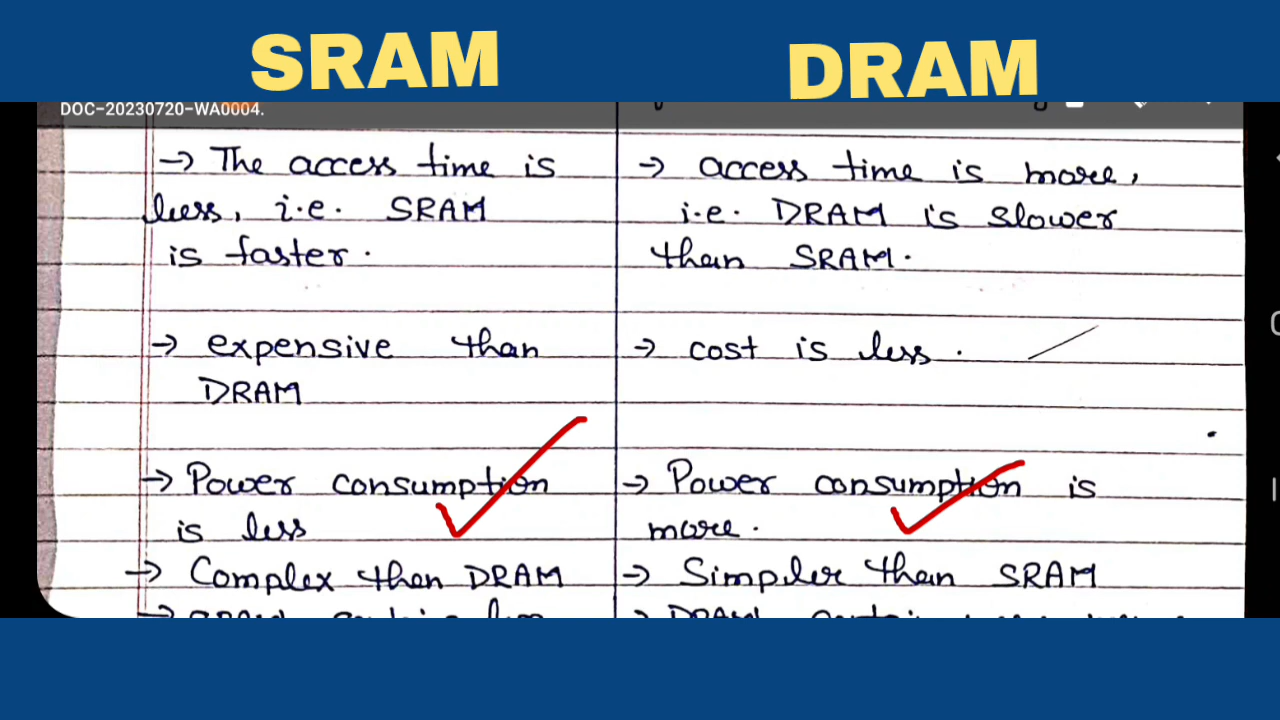 SRAM
DRAM
DOC-20230720-WA0004.
→ The access time is
less, i.e. SRAM
is faster.
→ expensive than
DRAM
→ Power consumption
is less
→ Complex than DRAM
→ access time is more,
i.e. DRAM is slower
than SRAM.
→ cost is less.
→ Power consumption is
more.
→ Simpler than SRAM